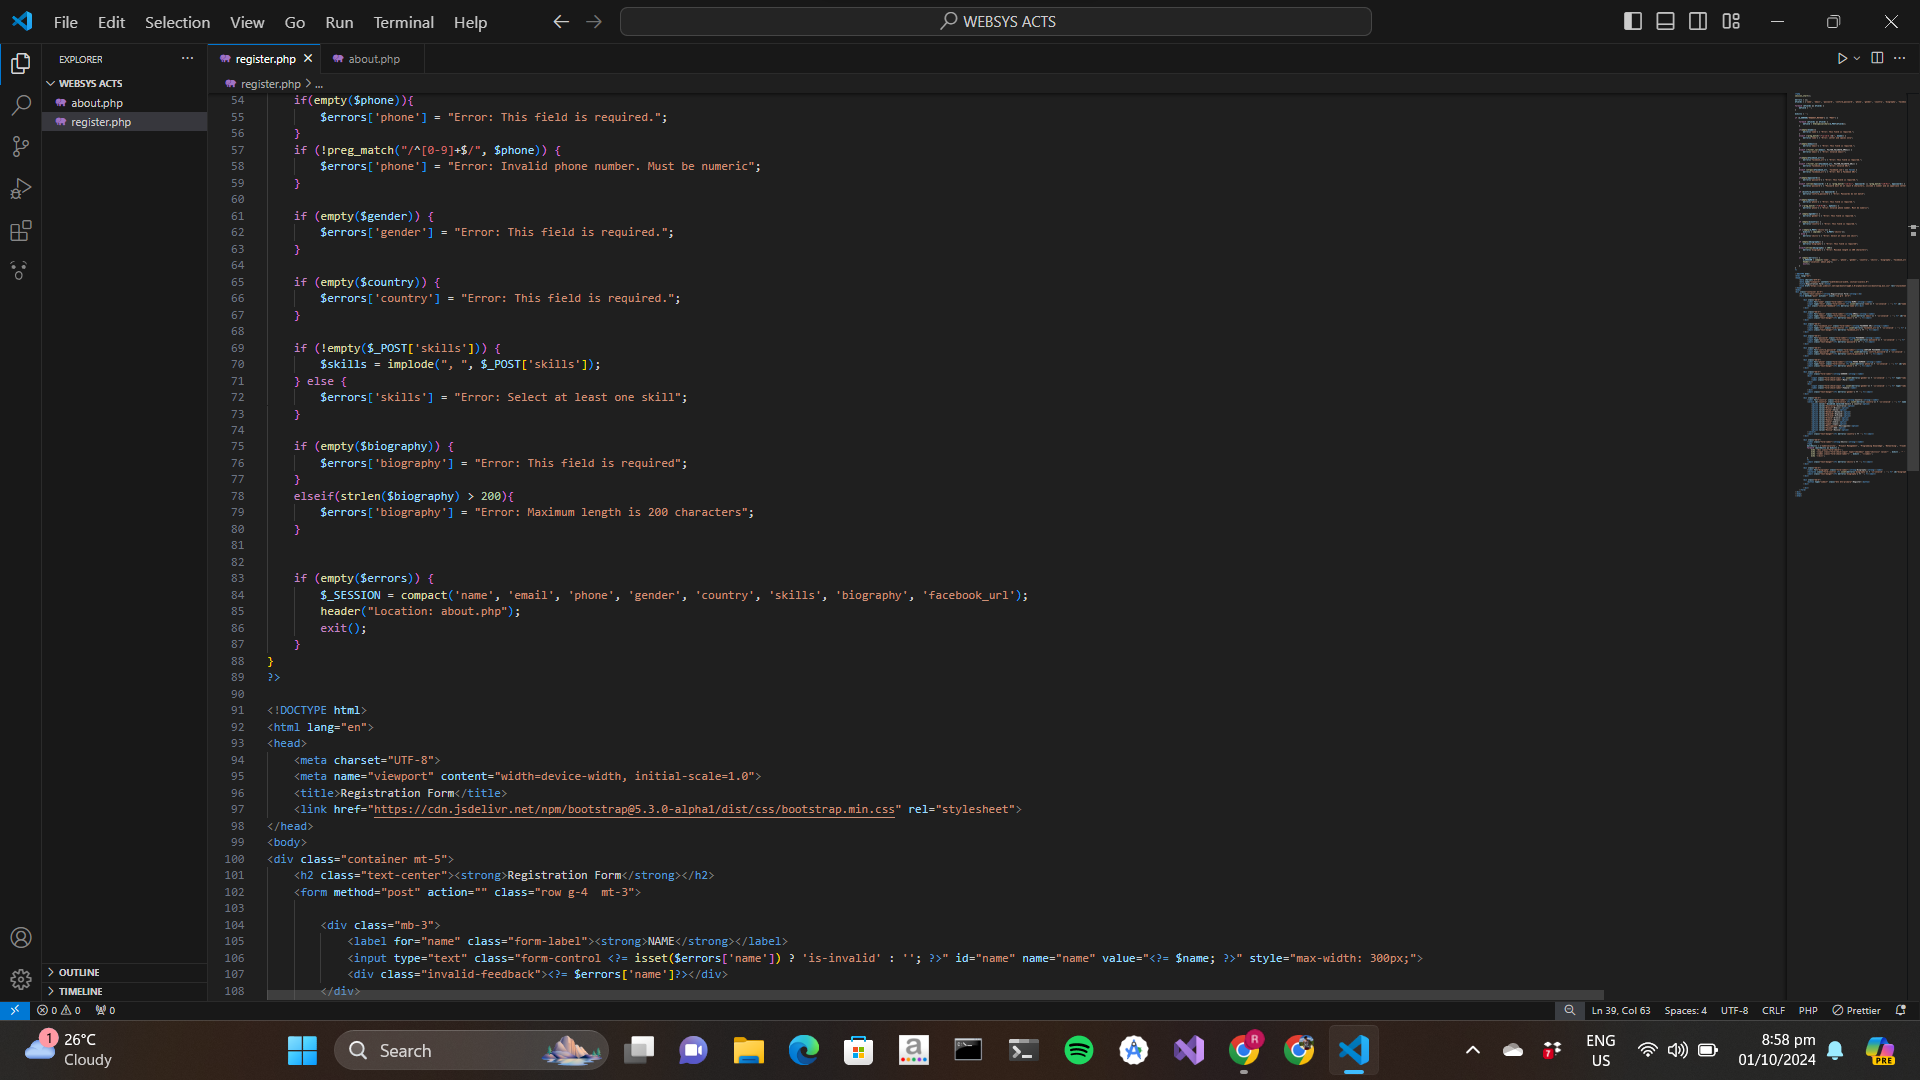 File Edit Selection View Go Run Terminal Help
WEBSYS ACTS
EXPLORER
WEBSYS ACTS
about.php
register.php
OUTLINE
TIMELINE
register.php
about.php
register.php > ...
54 if(empty($phone)){
55 $errors['phone'] = "Error: This field is required.";
56 }
57 if (!preg_match("/^[0-9]+$/", $phone)) {
58 $errors['phone'] = "Error: Invalid phone number. Must be numeric";
59 }
60
61 if (empty($gender)) {
62 $errors['gender'] = "Error: This field is required.";
63 }
64
65 if (empty($country)) {
66 $errors['country'] = "Error: This field is required.";
67 }
68
69 if (!empty($_POST['skills'])) {
70 $skills = implode(", ", $_POST['skills']);
71 } else {
72 $errors['skills'] = "Error: Select at least one skill";
73 }
74
75 if (empty($biography)) {
76 $errors['biography'] = "Error: This field is required";
77 }
78 elseif(strlen($biography) > 200){
79 $errors['biography'] = "Error: Maximum length is 200 characters";
80 }
81
82
83 if (empty($errors)) {
84 $_SESSION = compact('name', 'email', 'phone', 'gender', 'country', 'skills', 'biography', 'facebook_url');
85 header("Location: about.php");
86 exit();
87 }
88 }
89 ?>
90
91 <!DOCTYPE html>
92 <html lang="en">
93 <head>
94 <meta charset="UTF-8">
95 <meta name="viewport" content="width=device-width, initial-scale=1.0">
96 <title>Registration Form</title>
97 <link href="https://cdn.jsdelivr.net/npm/bootstrap@5.3.0-alpha1/dist/css/bootstrap.min.css" rel="stylesheet">
98 </head>
99 <body>
100 <div class="container mt-5">
101 <h2 class="text-center"><strong>Registration Form</strong></h2>
102 <form method="post" action="" class="row g-4  mt-3">
103
104 <div class="mb-3">
105 <label for="name" class="form-label"><strong>NAME</strong></label>
106 <input type="text" class="form-control <?= isset($errors['name']) ? 'is-invalid' : ''; ?>" id="name" name="name" value="<?= $name; ?>" style="max-width: 300px;">
107 <div class="invalid-feedback"><?= $errors['name']?></div>
108 </div>
0 0 0
Ln 39, Col 63 Spaces: 4 UTF-8 CRLF PHP Prettier
1
26°C
Cloudy
Search
a
R
7
ENG
US
8:58 pm
01/10/2024
PRE